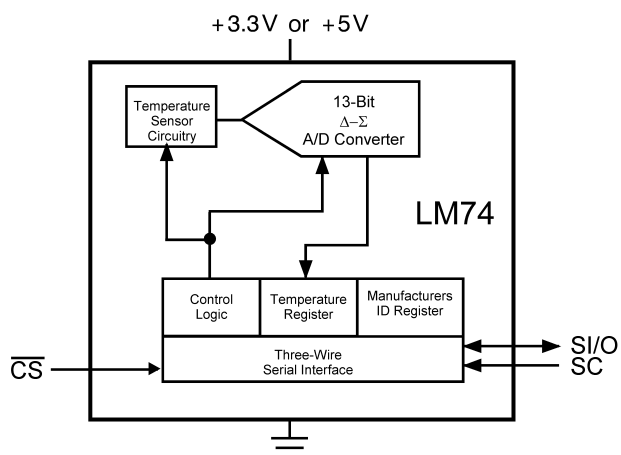 +3.3V or +5V
Temperature
Sensor
Circuitry
13-Bit
Δ–Σ
A/D Converter
LM74
Control
Logic
Temperature
Register
Manufacturers
ID Register
Three-Wire
Serial Interface
C̅S̅
SI/O
SC